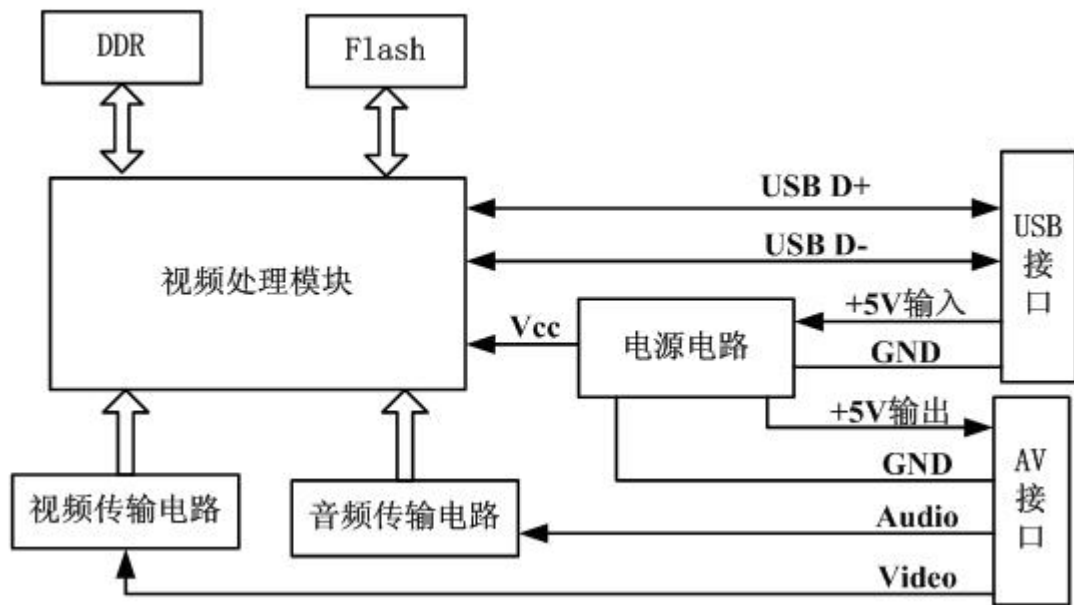 DDR
Flash
USB D+
USB D-
视频处理模块
USB
接
口
+5V输入
Vcc
电源电路
GND
+5V输出
GND
AV
接
口
视频传输电路
音频传输电路
Audio
Video